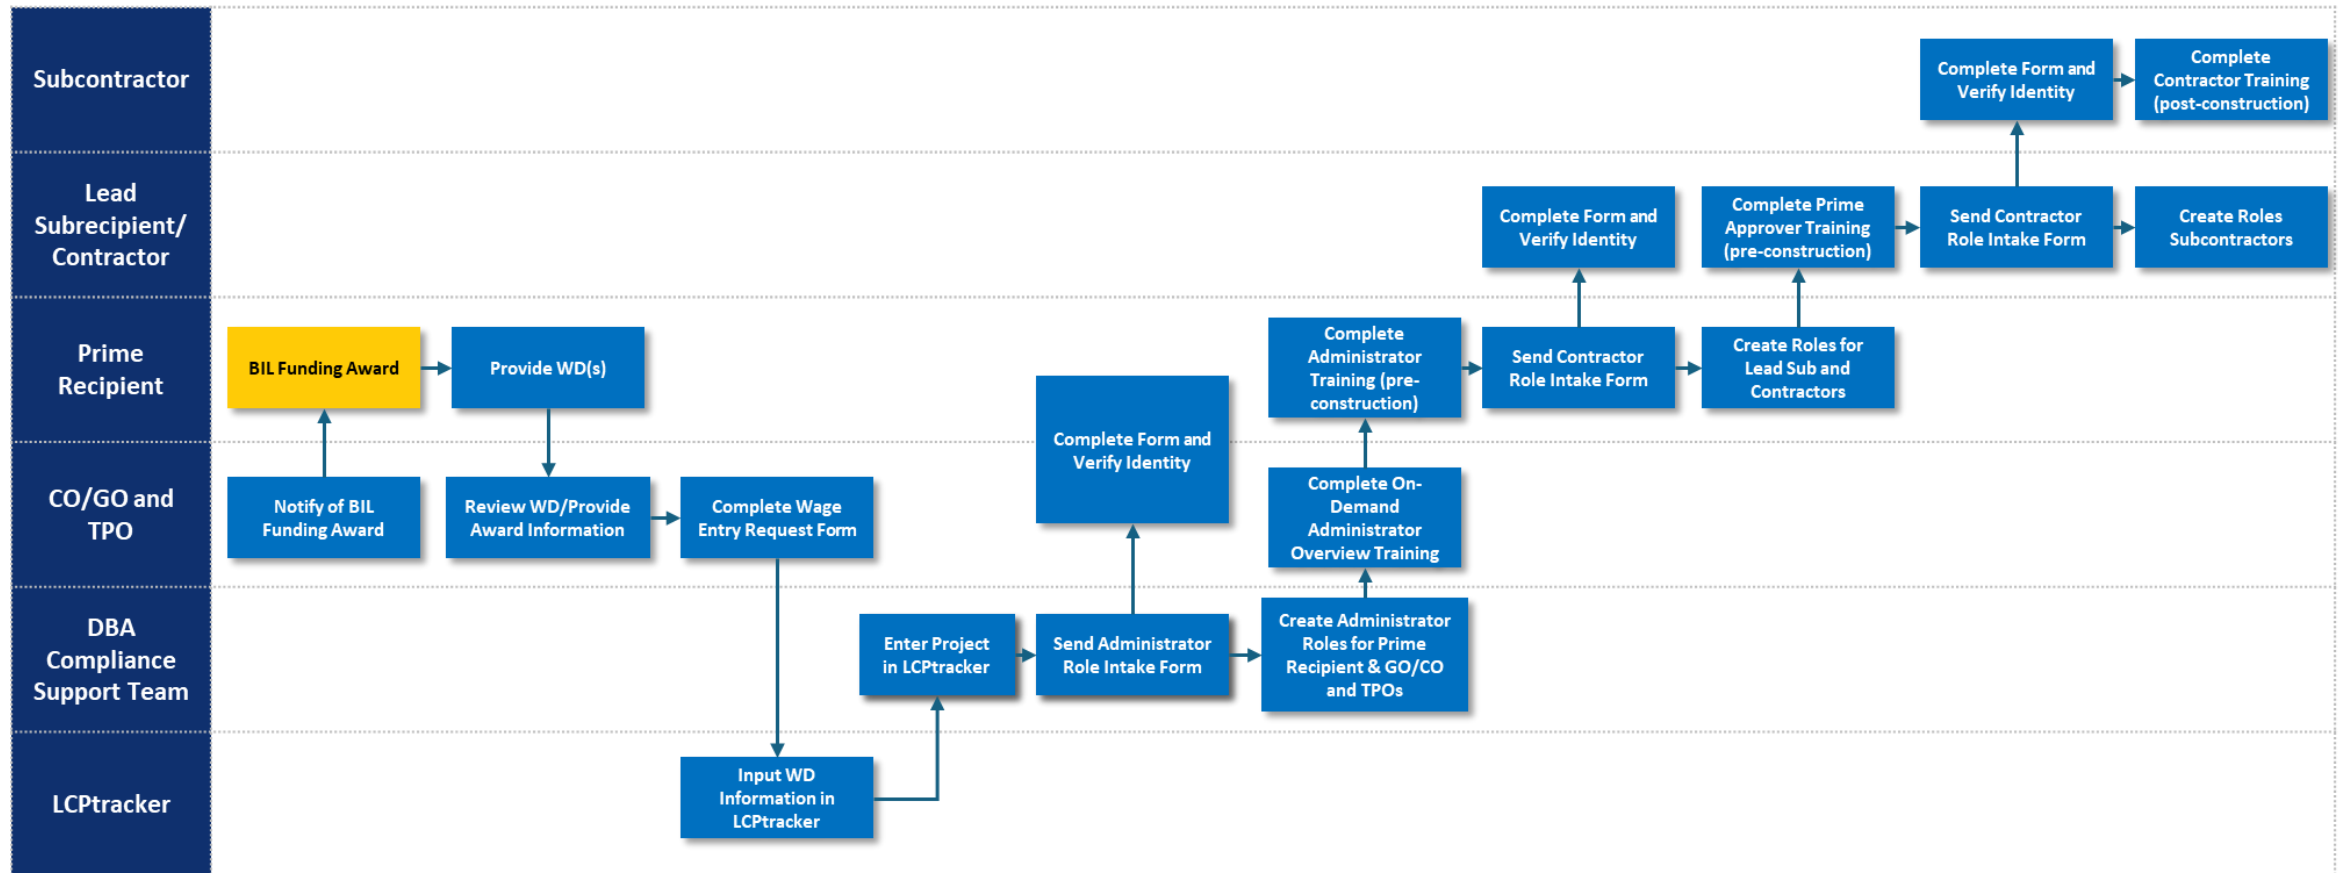 Subcontractor
Complete Form and
Verify Identity
Complete
Contractor Training
(post-construction)
Lead
Subrecipient/
Contractor
Complete Form and
Verify Identity
Complete Prime
Approver Training
(pre-construction)
Send Contractor
Role Intake Form
Create Roles
Subcontractors
Prime
Recipient
BIL Funding Award
Provide WD(s)
Complete Form and
Verify Identity
Complete
Administrator
Training (pre-
construction)
Send Contractor
Role Intake Form
Create Roles for
Lead Sub and
Contractors
CO/GO and
TPO
Notify of BIL
Funding Award
Review WD/Provide
Award Information
Complete Wage
Entry Request Form
Complete On-
Demand
Administrator
Overview Training
DBA
Compliance
Support Team
Enter Project
in LCPtracker
Send Administrator
Role Intake Form
Create Administrator
Roles for Prime
Recipient & GO/CO
and TPOs
LCPtracker
Input WD
Information in
LCPtracker